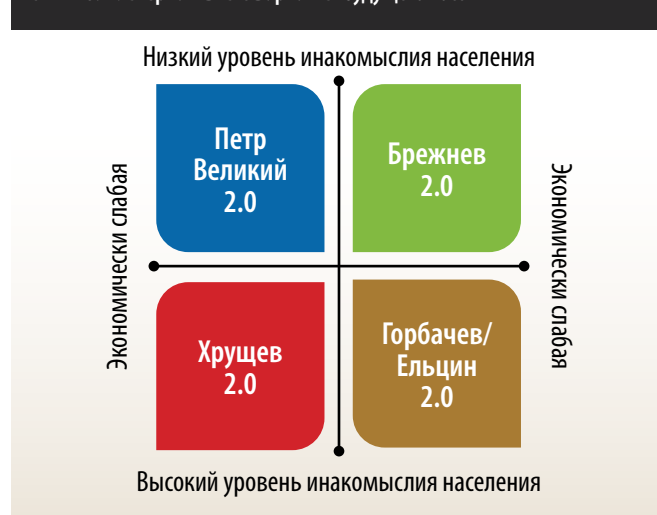 Низкий уровень инакомыслия населения
Петр
Великий
2.0
Брежнев
2.0
Экономически слабая
Экономически слабая
Хрущев
2.0
Горбачев/
Ельцин
2.0
Высокий уровень инакомыслия населения